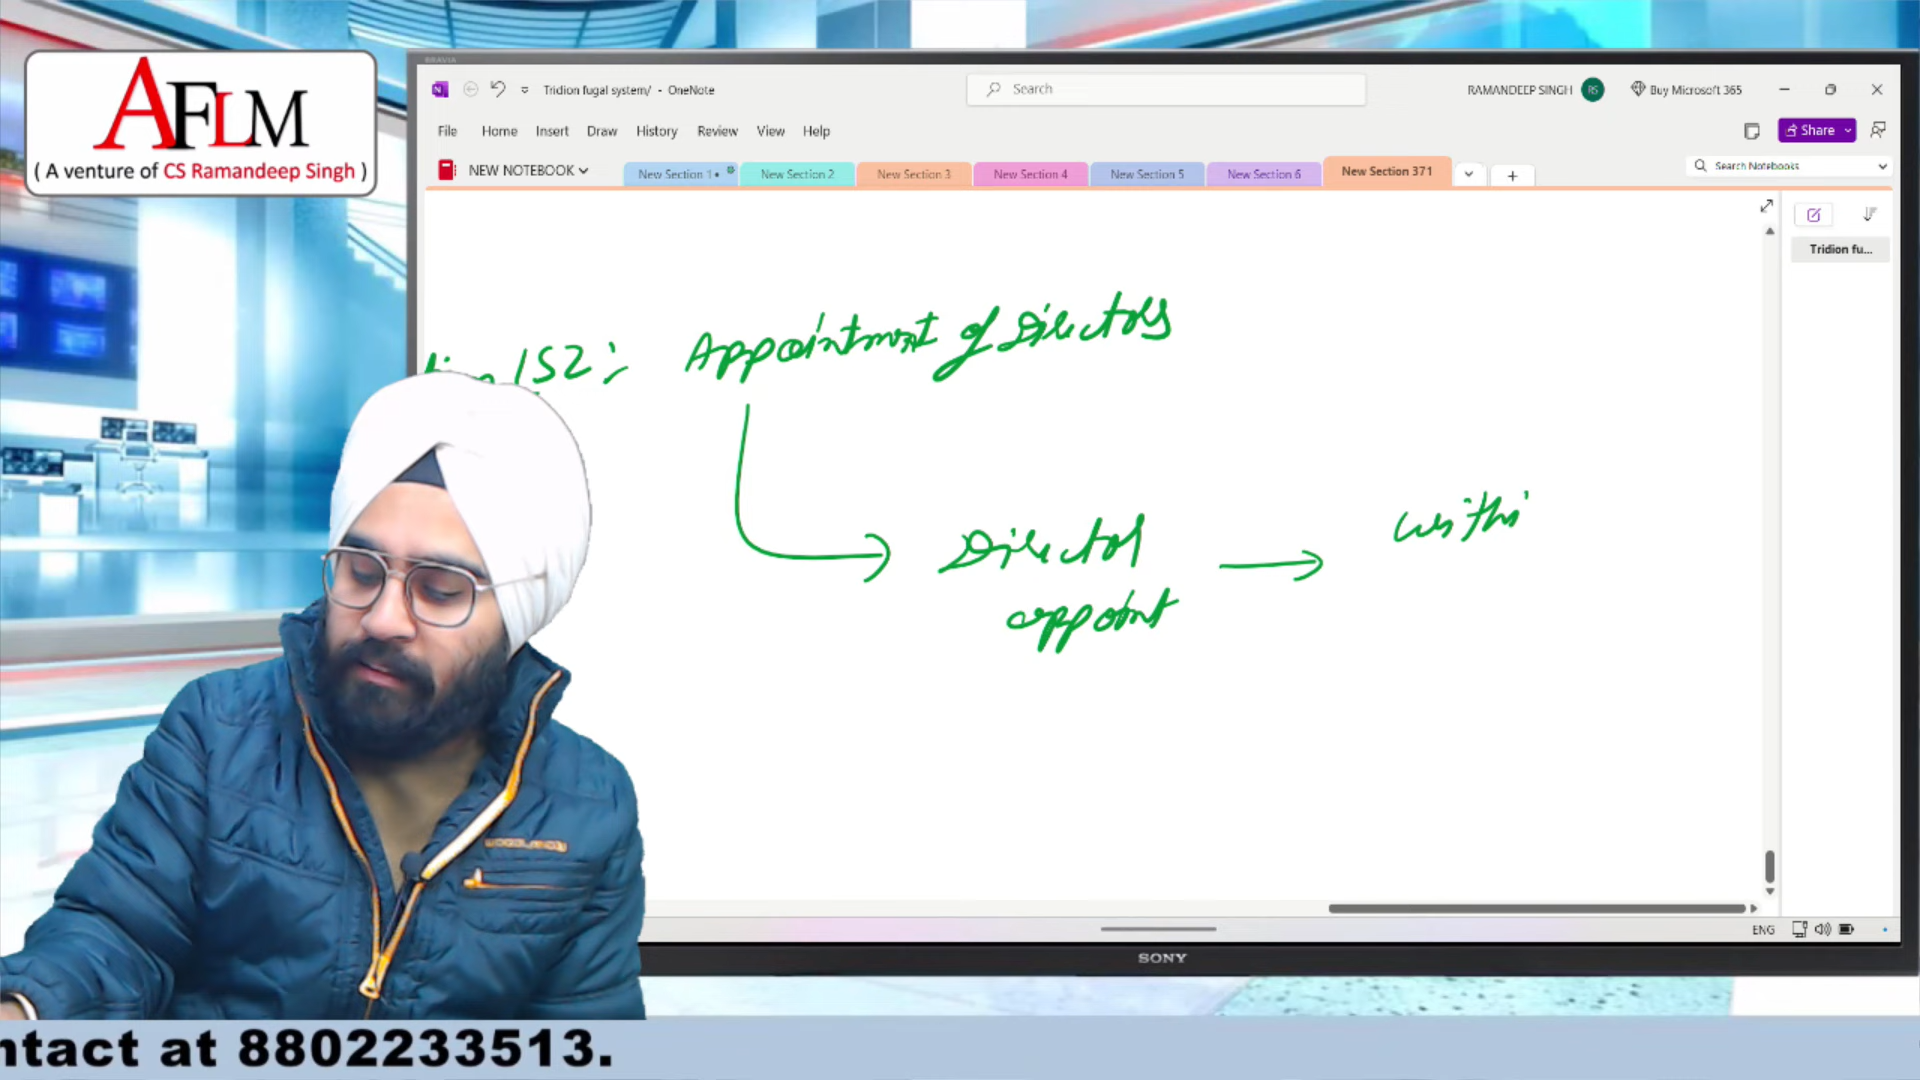 BRAVIA
AFLM
( A venture of CS Ramandeep Singh )
Tridion fugal system/ - OneNote
Search
RAMANDEEP SINGH
RS
Buy Microsoft 365
File Home Insert Draw History Review View Help
Share
NEW NOTEBOOK
New Section 1
New Section 2
New Section 3
New Section 4
New Section 5
New Section 6
New Section 371
Search Notebooks
Tridion fu...
152 :- Appointment of Directors
Director
appoint
withi
ENG
SONY
ntact at 8802233513.